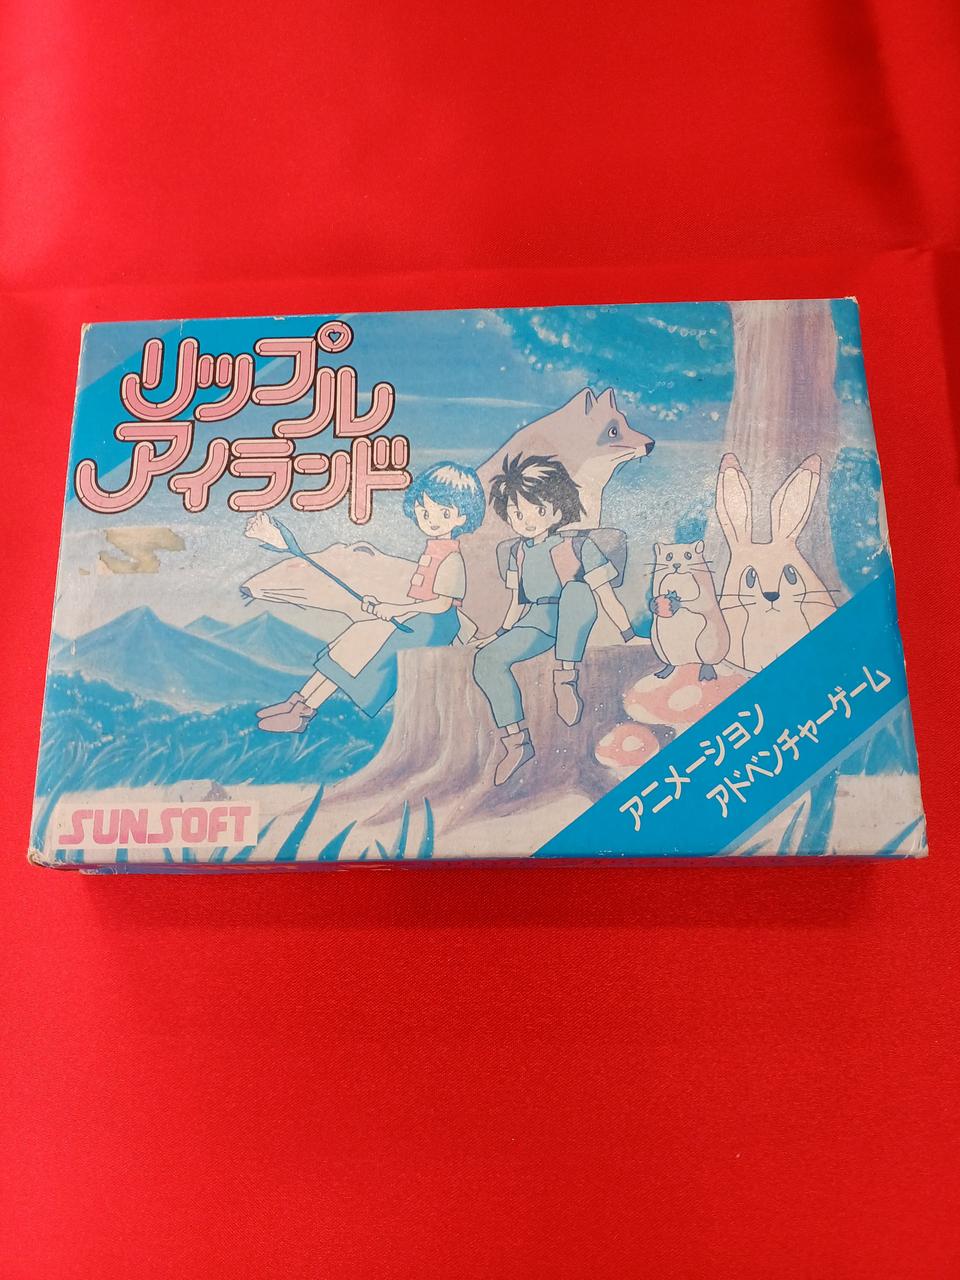 リップル
アイランド
アニメーション
アドベンチャーゲーム
SUNSOFT